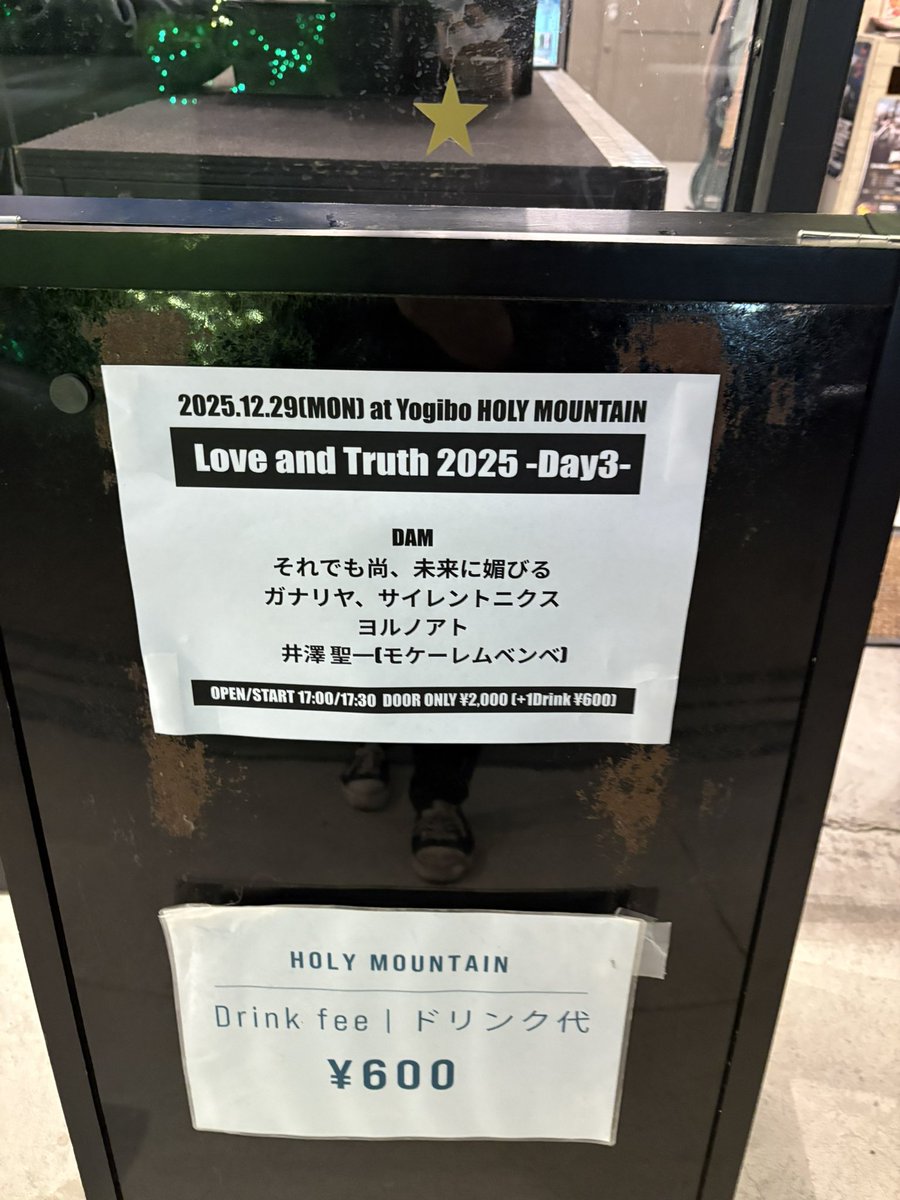 2025.12.29(MON) at Yogibo HOLY MOUNTAIN
Love and Truth 2025 -Day3-
DAM
それでも尚、未来に媚びる
ガナリヤ、サイレントニクス
ヨルノアト
井澤 聖一(モケーレムベンベ)
OPEN/START 17:00/17:30 DOOR ONLY ¥2,000 (+1Drink ¥600)
HOLY MOUNTAIN
Drink fee | ドリンク代
¥600